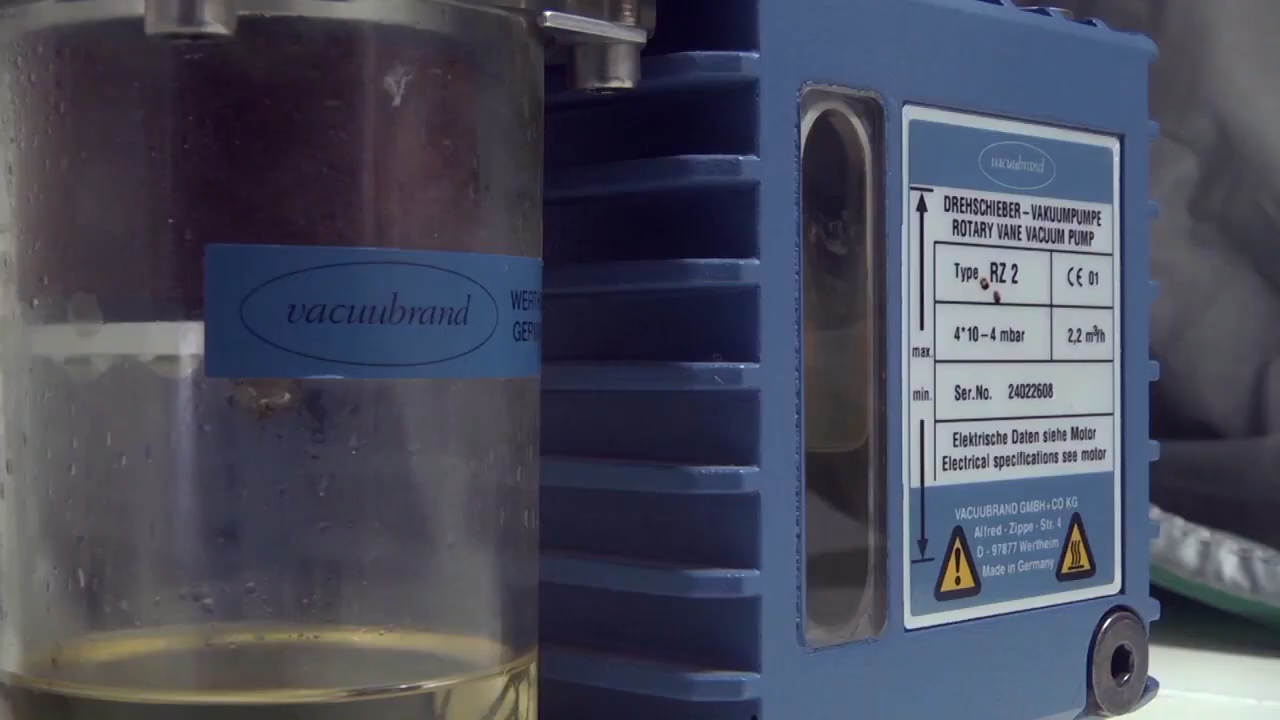 vacuubrand
WERTH
GERM
vacuubrand
DREHSCHIEBER-VAKUUMPUMPE
ROTARY VANE VACUUM PUMP
Type RZ 2
CE 01
4*10-4 mbar
2,2 m³/h
max.
min.
Ser.No. 24022608
Elektrische Daten siehe Motor
Electrical specifications see motor
VACUUBRAND GMBH+CO KG
Alfred-Zippe-Str. 4
D-97877 Wertheim
Made in Germany